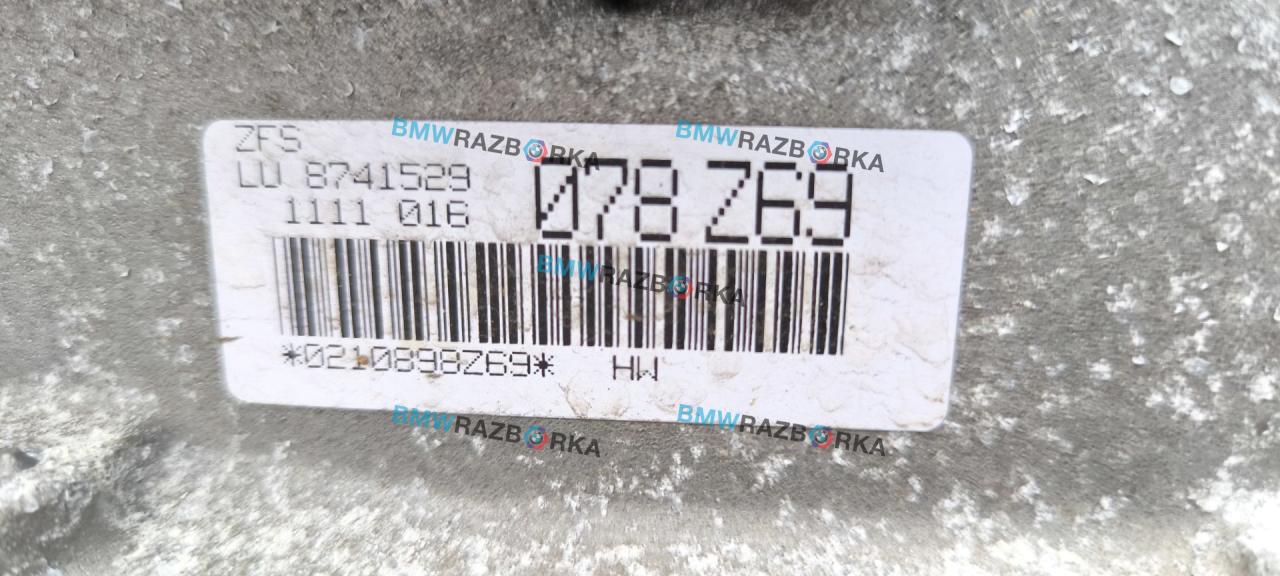 ZFS
LU 8741529
1111 016
078 Z69
*0210898Z69* HW
BMWRAZBORKA
BMWRAZBORKA
BMWRAZBORKA
BMWRAZBORKA
BMWRAZBORKA